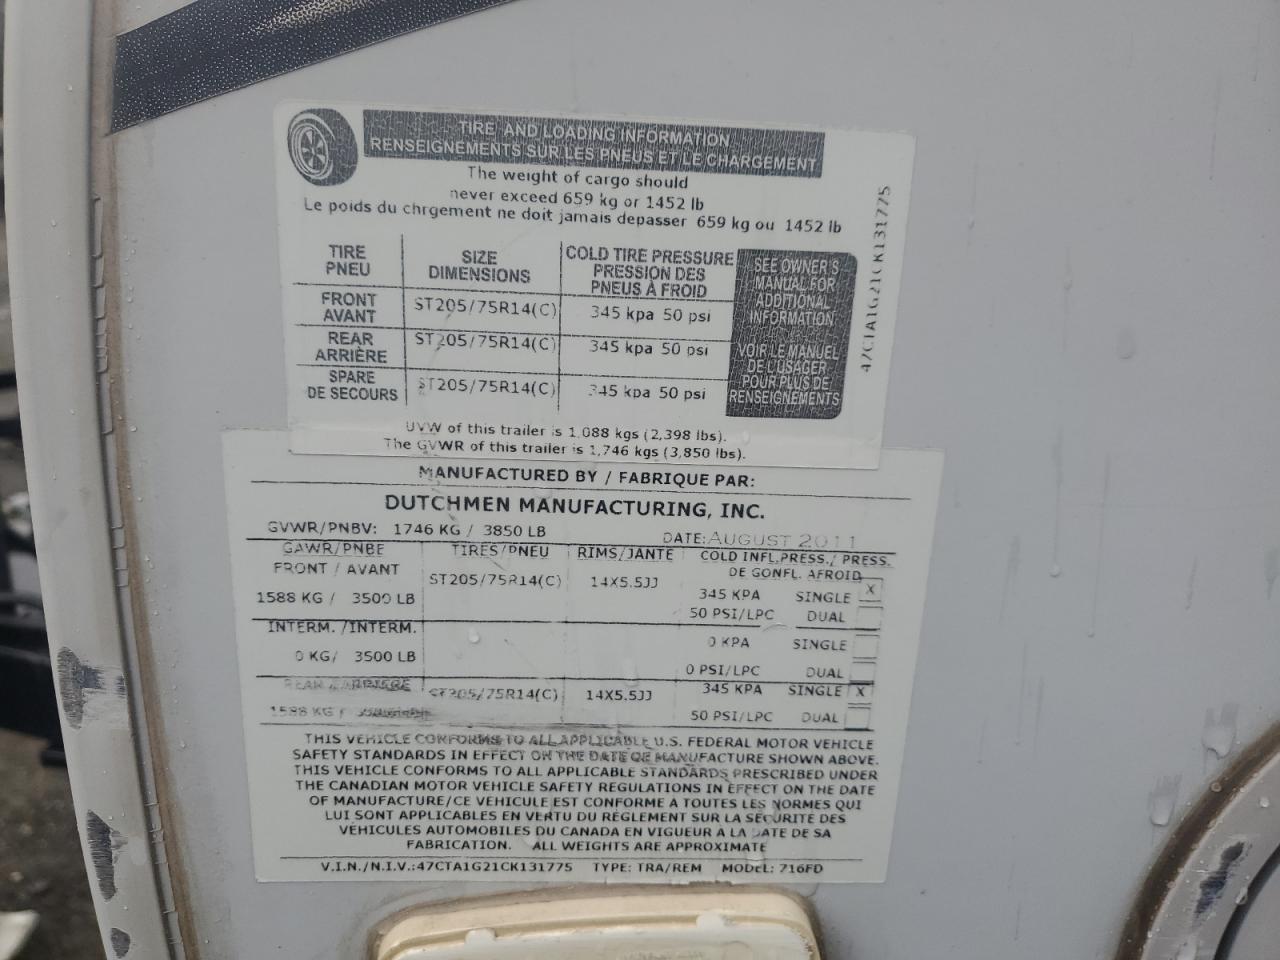 TIRE AND LOADING INFORMATION
RENSEIGNEMENTS SUR LES PNEUS ET LE CHARGEMENT
The weight of cargo should
never exceed 659 kg or 1452 lb
Le poids du chrgement ne doit jamais depasser 659 kg ou 1452 lb
TIRE SIZE COLD TIRE PRESSURE
PNEU DIMENSIONS PRESSION DES
PNEUS À FROID
FRONT ST205/75R14(C) 345 kpa 50 psi
AVANT
REAR ST205/75R14(C) 345 kpa 50 psi
ARRIÈRE
SPARE ST205/75R14(C) 345 kpa 50 psi
DE SECOURS
SEE OWNER'S
MANUAL FOR
ADDITIONAL
INFORMATION
VOIR LE MANUEL
DE L'USAGER
POUR PLUS DE
RENSEIGNEMENTS
47CTA1G21CK131775
UVW of this trailer is 1,088 kgs (2,398 lbs).
The GVWR of this trailer is 1,746 kgs (3,850 lbs).
MANUFACTURED BY / FABRIQUE PAR:
DUTCHMEN MANUFACTURING, INC.
GVWR/PNBV: 1746 KG / 3850 LB DATE: AUGUST 2011
GAWR/PNBE TIRES/PNEU RIMS/JANTE COLD INFL.PRESS./ PRESS.
FRONT / AVANT DE GONFL. AFROID
ST205/75R14(C) 14X5.5JJ
1588 KG / 3500 LB 345 KPA SINGLE X
50 PSI/LPC DUAL
INTERM. /INTERM. 0 KPA SINGLE
0 KG/ 3500 LB 0 PSI/LPC DUAL
REAR /ARRIERE ST205/75R14(C) 14X5.5JJ 345 KPA SINGLE X
1588 KG / 50 PSI/LPC DUAL
THIS VEHICLE CONFORMS TO ALL APPLICABLE U.S. FEDERAL MOTOR VEHICLE
SAFETY STANDARDS IN EFFECT ON THE DATE OF MANUFACTURE SHOWN ABOVE.
THIS VEHICLE CONFORMS TO ALL APPLICABLE STANDARDS PRESCRIBED UNDER
THE CANADIAN MOTOR VEHICLE SAFETY REGULATIONS IN EFFECT ON THE DATE
OF MANUFACTURE/CE VEHICULE EST CONFORME A TOUTES LES NORMES QUI
LUI SONT APPLICABLES EN VERTU DU RÉGLEMENT SUR LA SÉCURITÉ DES
VÉHICULES AUTOMOBILES DU CANADA EN VIGUEUR A LA DATE DE SA
FABRICATION. ALL WEIGHTS ARE APPROXIMATE
V.I.N./N.I.V.:47CTA1G21CK131775 TYPE: TRA/REM MODEL: 716FD